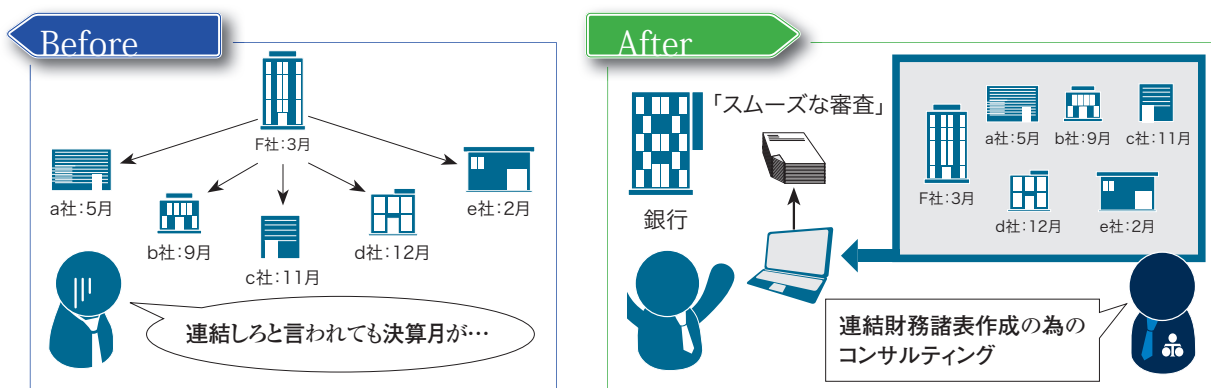 Before
F社:3月
a社:5月
e社:2月
b社:9月
d社:12月
c社:11月
連結しろと言われても決算月が…
After
「スムーズな審査」
銀行
a社:5月
b社:9月
c社:11月
F社:3月
d社:12月
e社:2月
連結財務諸表作成の為の
コンサルティング